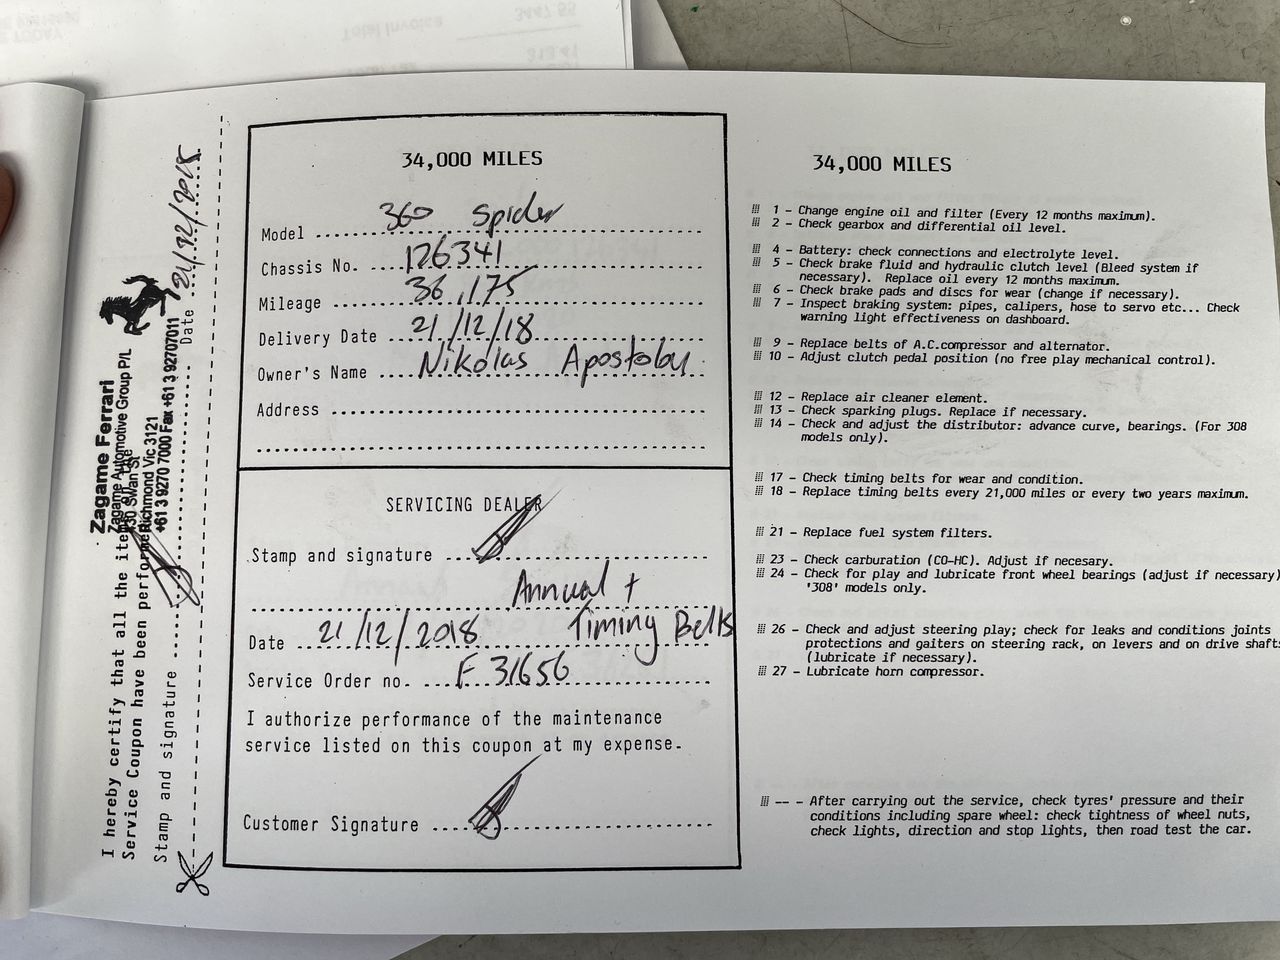 Total Invoice 3447.83
313.41
I hereby certify that all the items of the
Service Coupon have been performed
Stamp and signature ...... Date 21/12/2018
Zagame Ferrari
Zagame Automotive Group P/L
Swan St
Richmond Vic 3121
+61 3 9270 7000 Fax +61 3 92707011
34,000 MILES
Model 360 Spider
Chassis No. 126341
Mileage 36,175
Delivery Date 21/12/18
Owner's Name Nikolas
Address
SERVICING DEALER
Stamp and signature
Annual +
Timing Belts
Date 21/12/2018
Service Order no. F 31656
I authorize performance of the maintenance
service listed on this coupon at my expense.
Customer Signature
34,000 MILES
1 - Change engine oil and filter (Every 12 months maximum).
2 - Check gearbox and differential oil level.
4 - Battery: check connections and electrolyte level.
5 - Check brake fluid and hydraulic clutch level (Bleed system if
necessary). Replace oil every 12 months maximum.
6 - Check brake pads and discs for wear (change if necessary).
7 - Inspect braking system: pipes, calipers, hose to servo etc... Check
warning light effectiveness on dashboard.
9 - Replace belts of A.C.compressor and alternator.
10 - Adjust clutch pedal position (no free play mechanical control).
12 - Replace air cleaner element.
13 - Check sparking plugs. Replace if necessary.
14 - Check and adjust the distributor: advance curve, bearings. (For 308
models only).
17 - Check timing belts for wear and condition.
18 - Replace timing belts every 21,000 miles or every two years maximum.
21 - Replace fuel system filters.
23 - Check carburation (CO-HC). Adjust if necesary.
24 - Check for play and lubricate front wheel bearings (adjust if necessary)
'308' models only.
26 - Check and adjust steering play; check for leaks and conditions joints
protections and gaiters on steering rack, on levers and on drive shafts
(lubricate if necessary).
27 - Lubricate horn compressor.
-- - After carrying out the service, check tyres' pressure and their
conditions including spare wheel: check tightness of wheel nuts,
check lights, direction and stop lights, then road test the car.